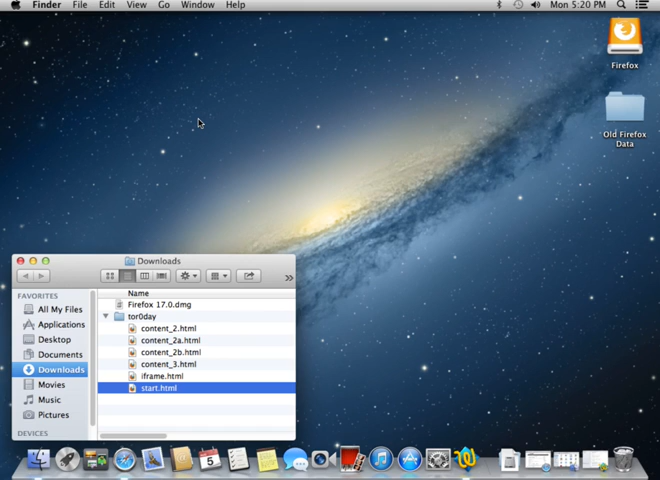 Finder File Edit View Go Window Help Mon 5:20 PM
Firefox
Old Firefox
Data
Downloads
FAVORITES
All My Files
Applications
Desktop
Documents
Downloads
Movies
Music
Pictures
DEVICES
Name
Firefox 17.0.dmg
tor0day
content_2.html
content_2a.html
content_2b.html
content_3.html
iframe.html
start.html
5